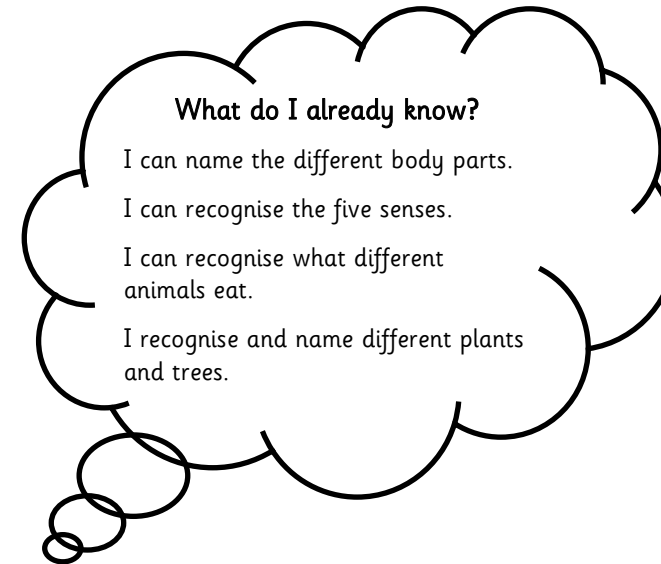 What do I already know?
I can name the different body parts.
I can recognise the five senses.
I can recognise what different
animals eat.
I recognise and name different plants
and trees.